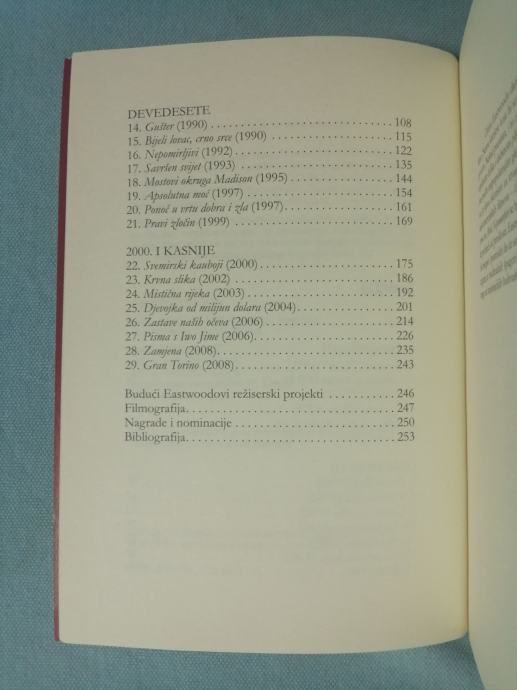 DEVEDESETE
14. Gušter (1990) . . . . . . . . . . . . . . . . . . . . . . . . . . . . 108
15. Bijeli lovac, crno srce (1990) . . . . . . . . . . . . . . . . . . 115
16. Nepomirljivi (1992) . . . . . . . . . . . . . . . . . . . . . . . . 122
17. Savršen svijet (1993) . . . . . . . . . . . . . . . . . . . . . . . 135
18. Mostovi okruga Madison (1995) . . . . . . . . . . . . . . . 144
19. Apsolutna moć (1997) . . . . . . . . . . . . . . . . . . . . . . 154
20. Ponoć u vrtu dobra i zla (1997) . . . . . . . . . . . . . . . . 161
21. Pravi zločin (1999) . . . . . . . . . . . . . . . . . . . . . . . . 169
2000. I KASNIJE
22. Svemirski kauboji (2000) . . . . . . . . . . . . . . . . . . . . 175
23. Krvna slika (2002) . . . . . . . . . . . . . . . . . . . . . . . . 186
24. Mistična rijeka (2003) . . . . . . . . . . . . . . . . . . . . . . 192
25. Djevojka od milijun dolara (2004) . . . . . . . . . . . . . . 201
26. Zastave naših očeva (2006) . . . . . . . . . . . . . . . . . . 214
27. Pisma s Iwo Jime (2006) . . . . . . . . . . . . . . . . . . . . 226
28. Zamjena (2008) . . . . . . . . . . . . . . . . . . . . . . . . . . 235
29. Gran Torino (2008) . . . . . . . . . . . . . . . . . . . . . . . . 243
Budući Eastwoodovi režiserski projekti . . . . . . . . . . . 246
Filmografija . . . . . . . . . . . . . . . . . . . . . . . . . . . . . . 247
Nagrade i nominacije . . . . . . . . . . . . . . . . . . . . . . . 250
Bibliografija . . . . . . . . . . . . . . . . . . . . . . . . . . . . . . 253